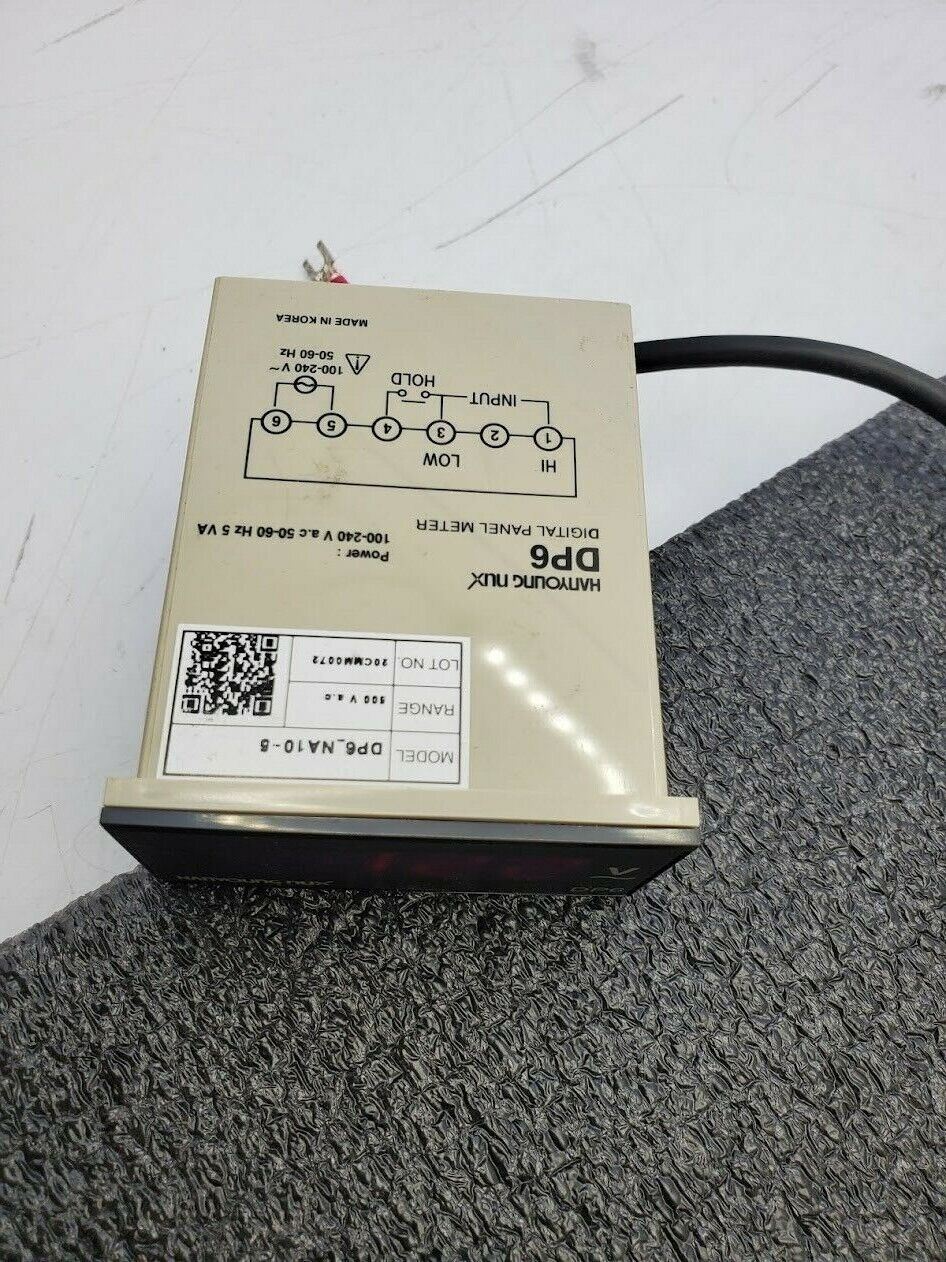 DP6
V
MODEL DP6_NA10-5
RANGE 500 V a.c
LOT NO. 20CMM0072
HANYOUNG NUX
DP6
DIGITAL PANEL METER
Power :
100-240 V a.c 50-60 Hz 5 VA
HI LOW
1 2 3 4 5 6
INPUT
HOLD
100-240 V ~
50-60 Hz
MADE IN KOREA